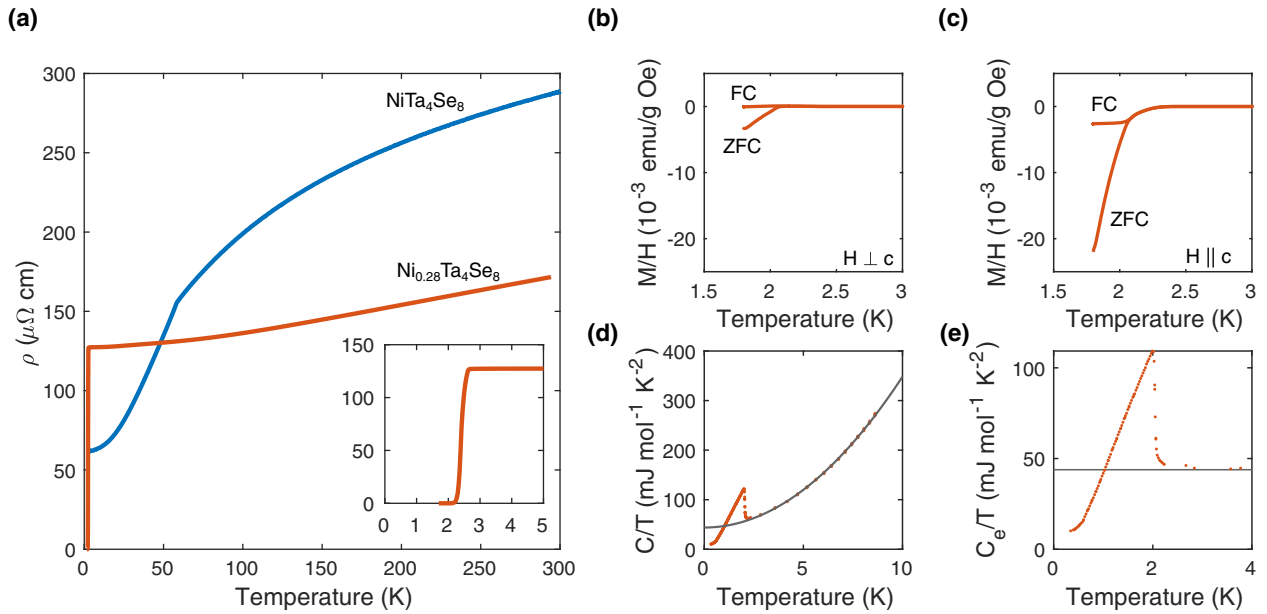 (a)
300
250
200
150
100
50
0
0
50
100
150
200
250
300
ρ (μΩ cm)
Temperature (K)
NiTa₄Se₈
Ni₀.₂₈Ta₄Se₈
150
100
50
0
0 1 2 3 4 5
(b)
0
-10
-20
1.5 2 2.5 3
M/H (10⁻³ emu/g Oe)
Temperature (K)
FC
ZFC
H ⊥ c
(c)
0
-10
-20
1.5 2 2.5 3
M/H (10⁻³ emu/g Oe)
Temperature (K)
FC
ZFC
H || c
(d)
400
300
200
100
0
0 5 10
C/T (mJ mol⁻¹ K⁻²)
Temperature (K)
(e)
100
50
0
0 2 4
Cₑ/T (mJ mol⁻¹ K⁻²)
Temperature (K)